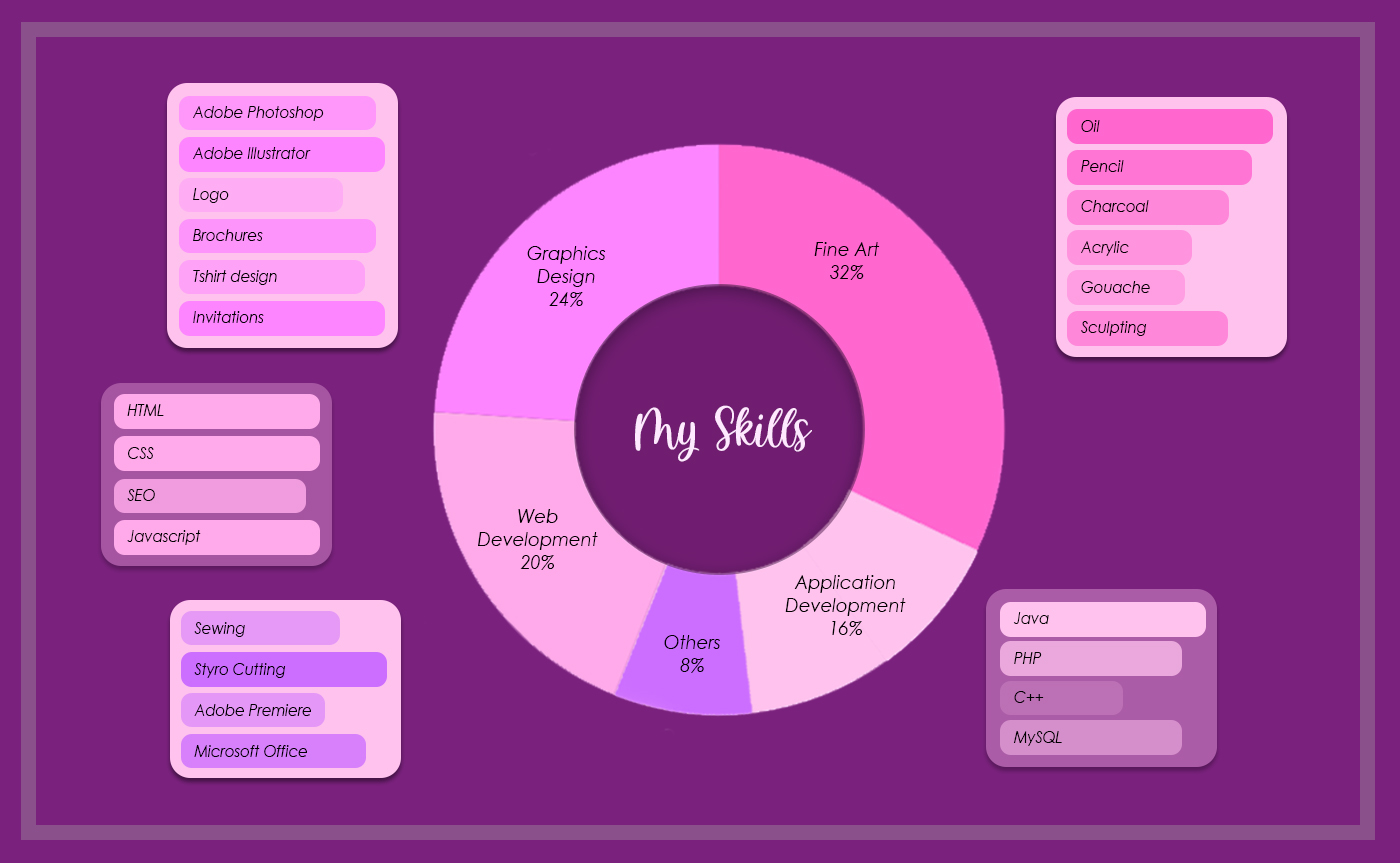 Adobe Photoshop
Adobe Illustrator
Logo
Brochures
Tshirt design
Invitations
HTML
CSS
SEO
Javascript
Sewing
Styro Cutting
Adobe Premiere
Microsoft Office
Graphics
Design
24%
Fine Art
32%
My Skills
Web
Development
20%
Others
8%
Application
Development
16%
Oil
Pencil
Charcoal
Acrylic
Gouache
Sculpting
Java
PHP
C++
MySQL